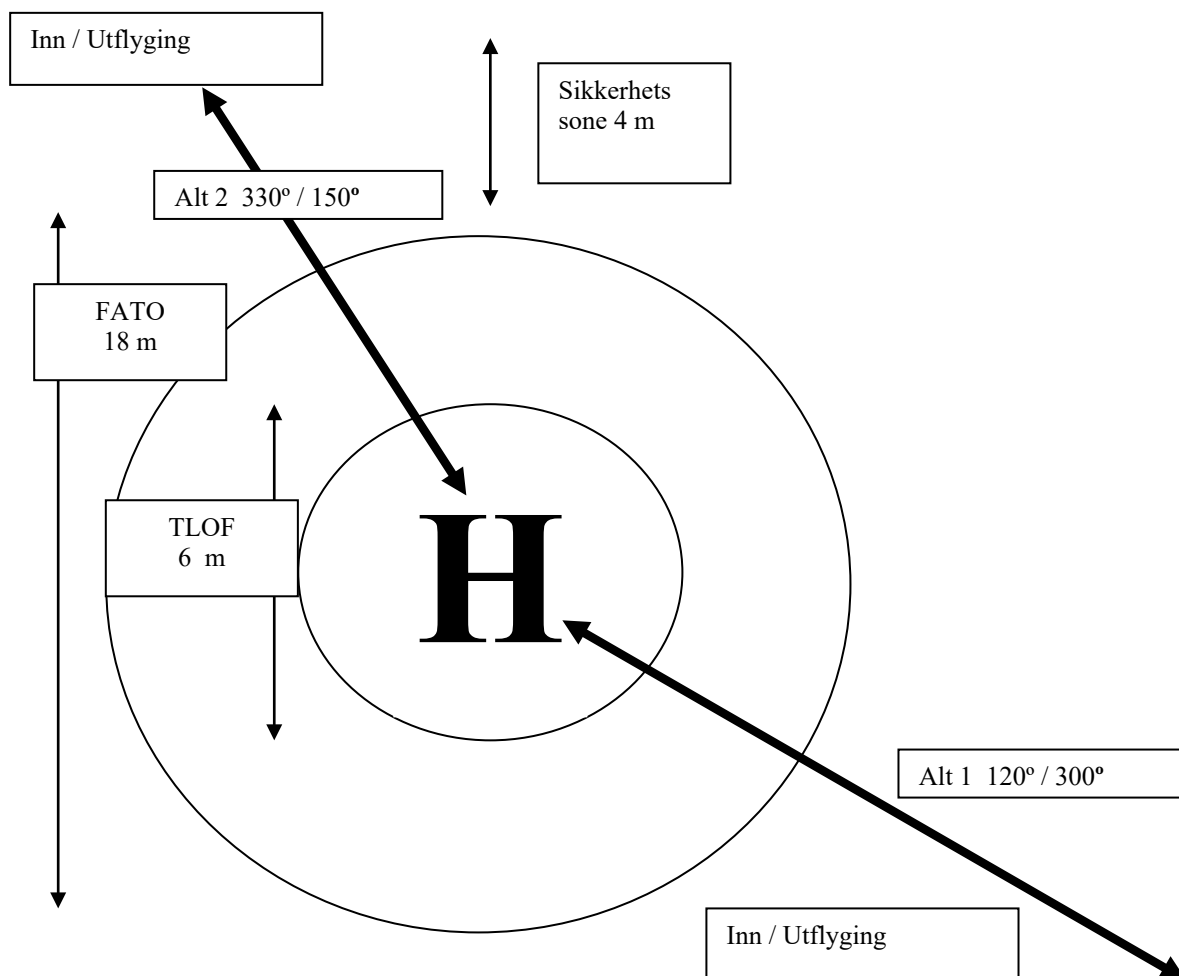 Inn / Utflyging
Sikkerhets
sone 4 m
Alt 2 330º / 150º
FATO
18 m
TLOF
6 m
H
Alt 1 120º / 300º
Inn / Utflyging